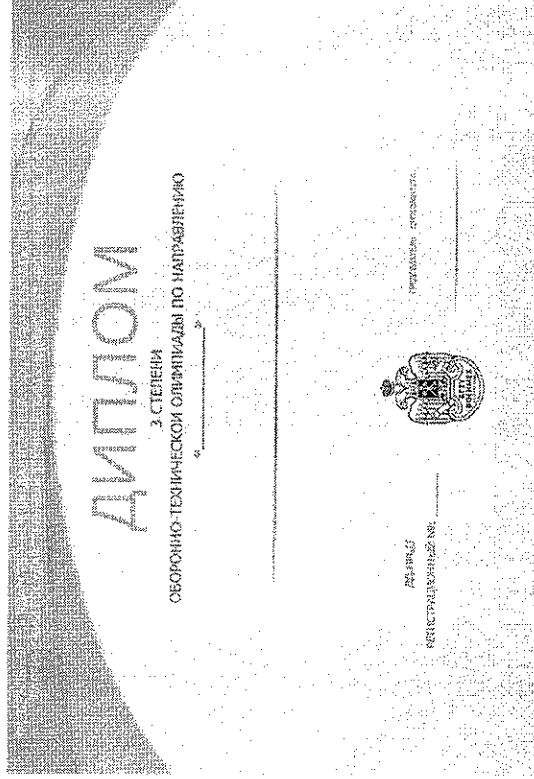 ДИПЛОМ
3 СТЕПЕНИ
ОБОРОННО-ТЕХНИЧЕСКОЙ ОЛИМПИАДЫ ПО НАПРАВЛЕНИЮ
« »
РЕГИСТРАЦИОННЫЙ №